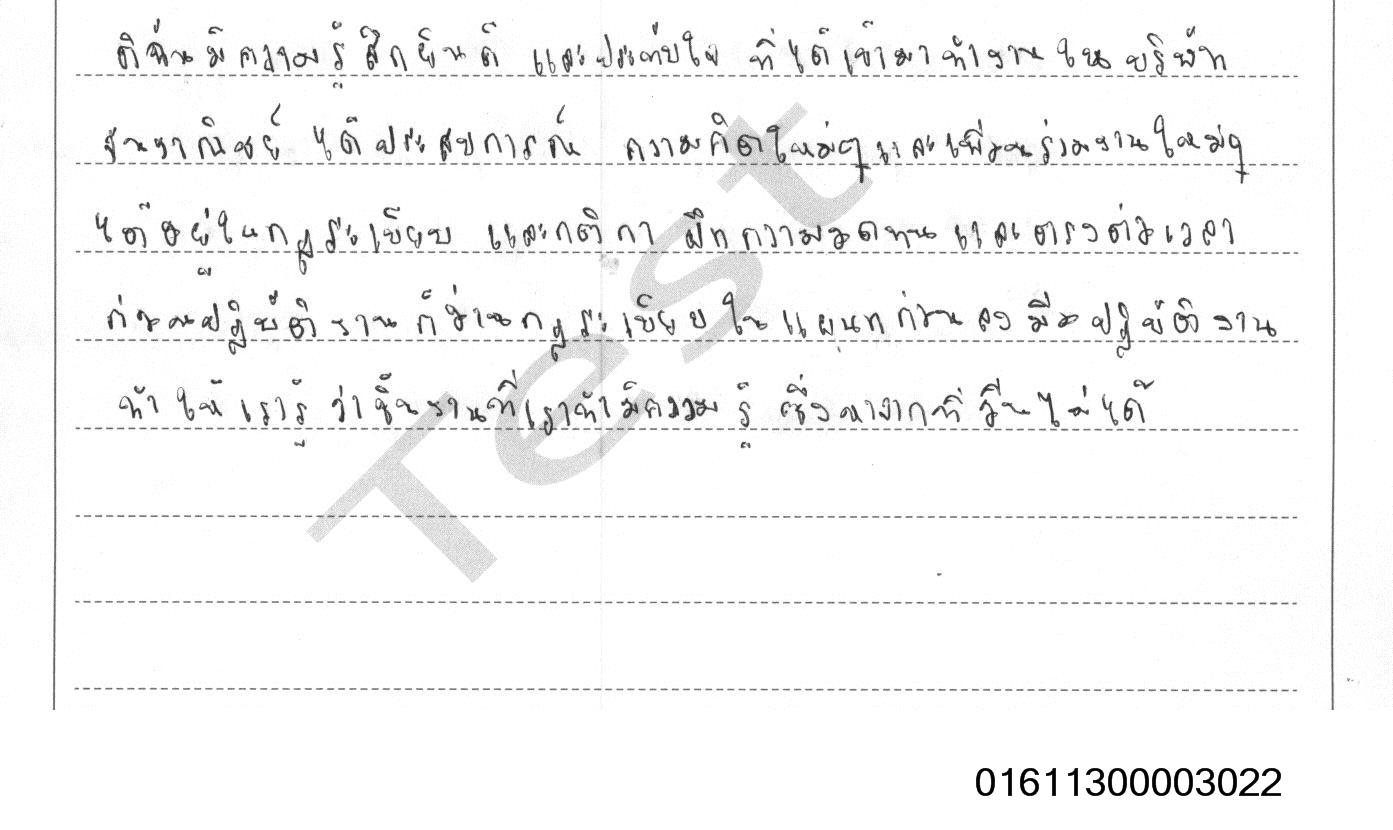 ดิฉันมีความรู้สึกยินดี และประทับใจ ที่ได้เข้ามาทำงานในบริษัท
ธนพาณิชย์ ได้ประสบการณ์ ความคิดใหม่ๆและเพื่อนร่วมงานใหม่ๆ
ได้อยู่ในกฎระเบียบ และกติกา ฝึกความอดทนและตรงต่อเวลา
ก่อนปฏิบัติงานก็อ่านกฎระเบียบในแผนกก่อนลงมือปฏิบัติงาน
ทำให้เรารู้ว่าชิ้นงานที่เราทำมีความรู้ ซึ่งหาจากที่อื่นไม่ได้
Test
01611300003022